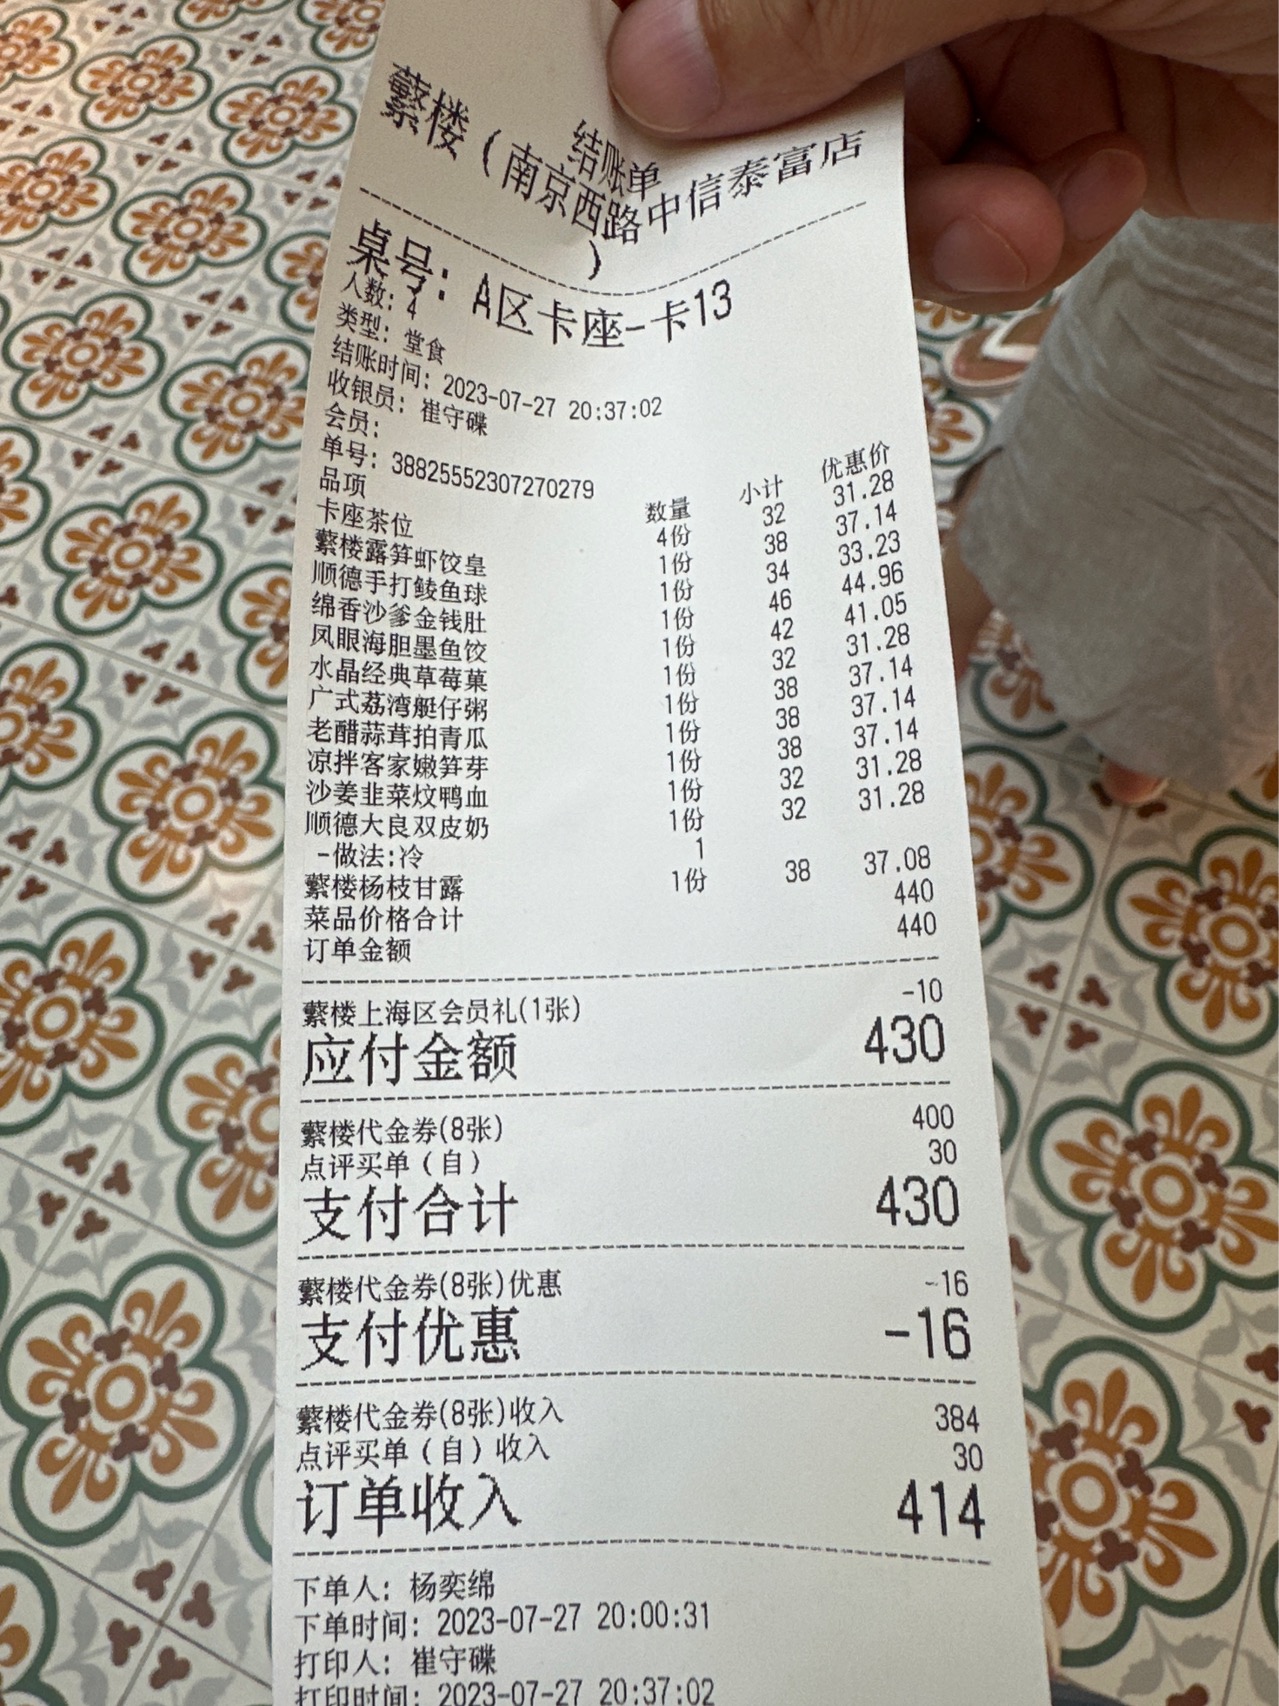 结账单
蘩楼（南京西路中信泰富店
）
桌号：A区卡座-卡13
人数：4
类型：堂食
结账时间：2023-07-27 20:37:02
收银员：崔守碟
会员：
单号：38825552307270279
品项 数量 小计 优惠价
卡座茶位 4份 32 31.28
蘩楼露笋虾饺皇 1份 38 37.14
顺德手打鲮鱼球 1份 34 33.23
绵香沙爹金钱肚 1份 46 44.96
凤眼海胆墨鱼饺 1份 42 41.05
水晶经典草莓菓 1份 32 31.28
广式荔湾艇仔粥 1份 38 37.14
老醋蒜茸拍青瓜 1份 38 37.14
凉拌客家嫩笋芽 1份 38 37.14
沙姜韭菜炆鸭血 1份 32 31.28
顺德大良双皮奶 1份 32 31.28
-做法:冷 1
蘩楼杨枝甘露 1份 38 37.08
菜品价格合计 440
订单金额 440
蘩楼上海区会员礼(1张) -10
应付金额 430
蘩楼代金券(8张) 400
点评买单（自） 30
支付合计 430
蘩楼代金券(8张)优惠 -16
支付优惠 -16
蘩楼代金券(8张)收入 384
点评买单（自）收入 30
订单收入 414
下单人：杨奕绵
下单时间：2023-07-27 20:00:31
打印人：崔守碟
打印时间：2023-07-27 20:37:02